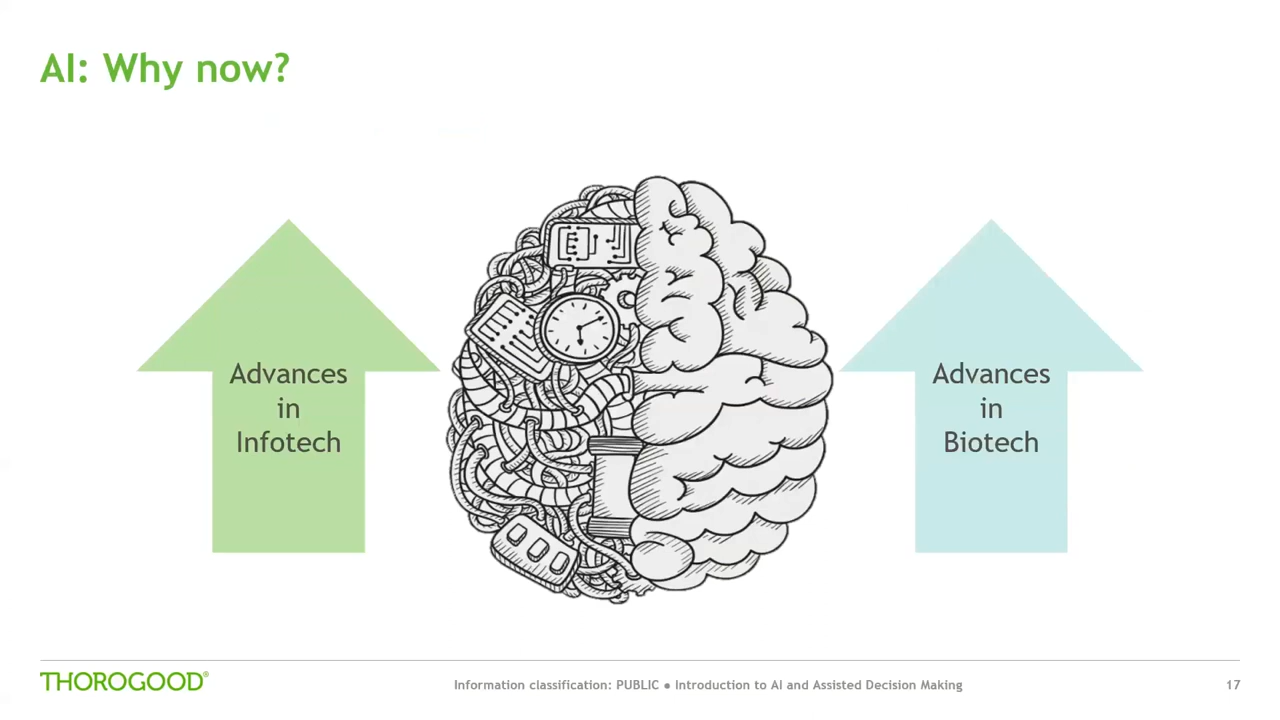 AI: Why now?
Advances
in
Infotech
Advances
in
Biotech
THOROGOOD®
Information classification: PUBLIC ● Introduction to AI and Assisted Decision Making
17